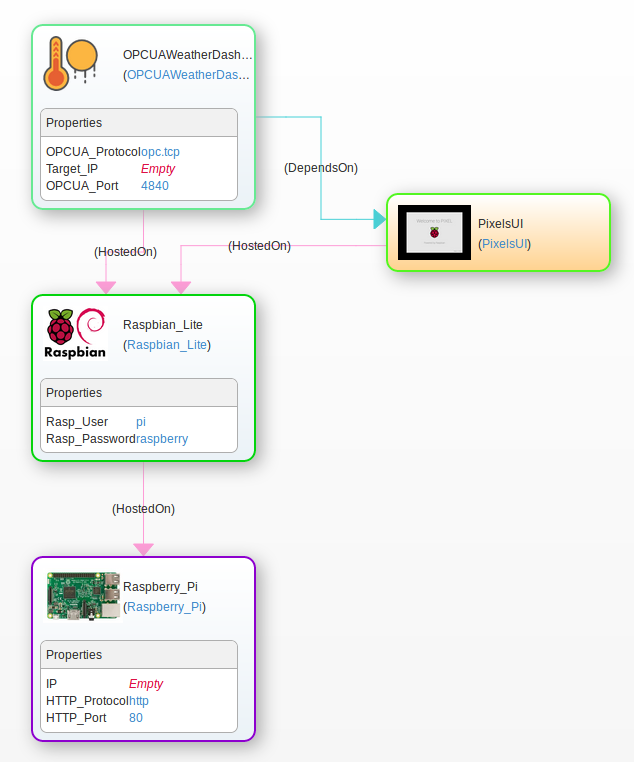 OPCUAWeatherDash...
(OPCUAWeatherDas...
Properties
OPCUA_Protocol opc.tcp
Target_IP Empty
OPCUA_Port 4840
(DependsOn)
PixelsUI
(PixelsUI)
(HostedOn)
(HostedOn)
Raspbian
Raspbian_Lite
(Raspbian_Lite)
Properties
Rasp_User pi
Rasp_Password raspberry
(HostedOn)
Raspberry_Pi
(Raspberry_Pi)
Properties
IP Empty
HTTP_Protocol http
HTTP_Port 80